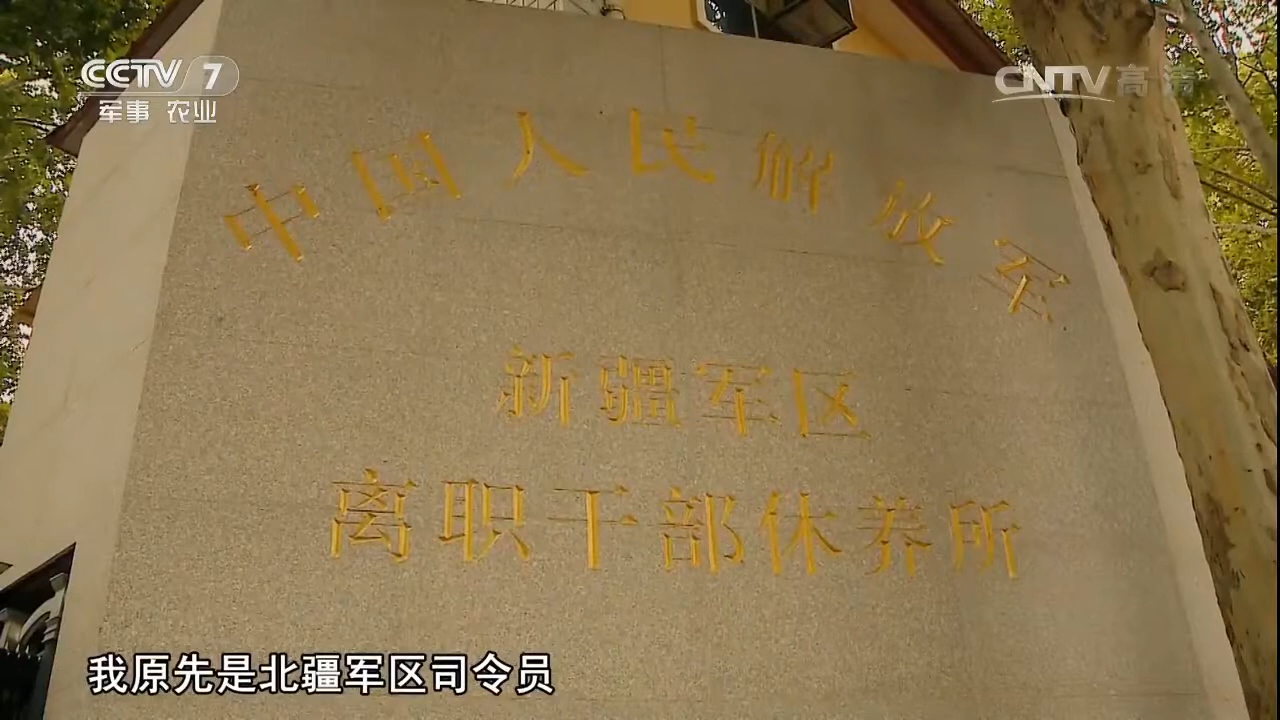 CCTV 7
军事 农业
CNTV 高清
中国人民解放军
新疆军区
离职干部休养所
我原先是北疆军区司令员